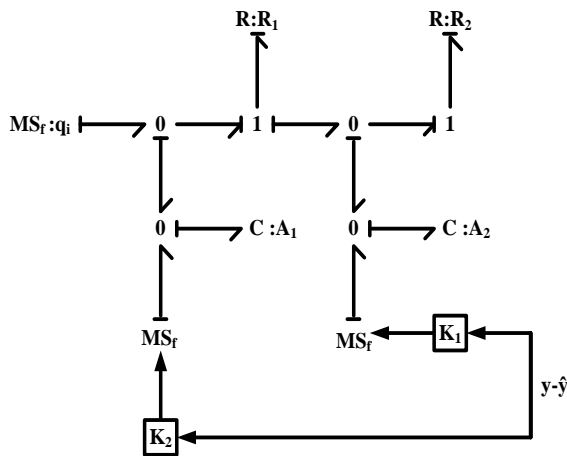 R:R₁ R:R₂
MSf:qᵢ 0 1 0 1
0 C :A₁ 0 C :A₂
MSf MSf K₁
y-ŷ
K₂